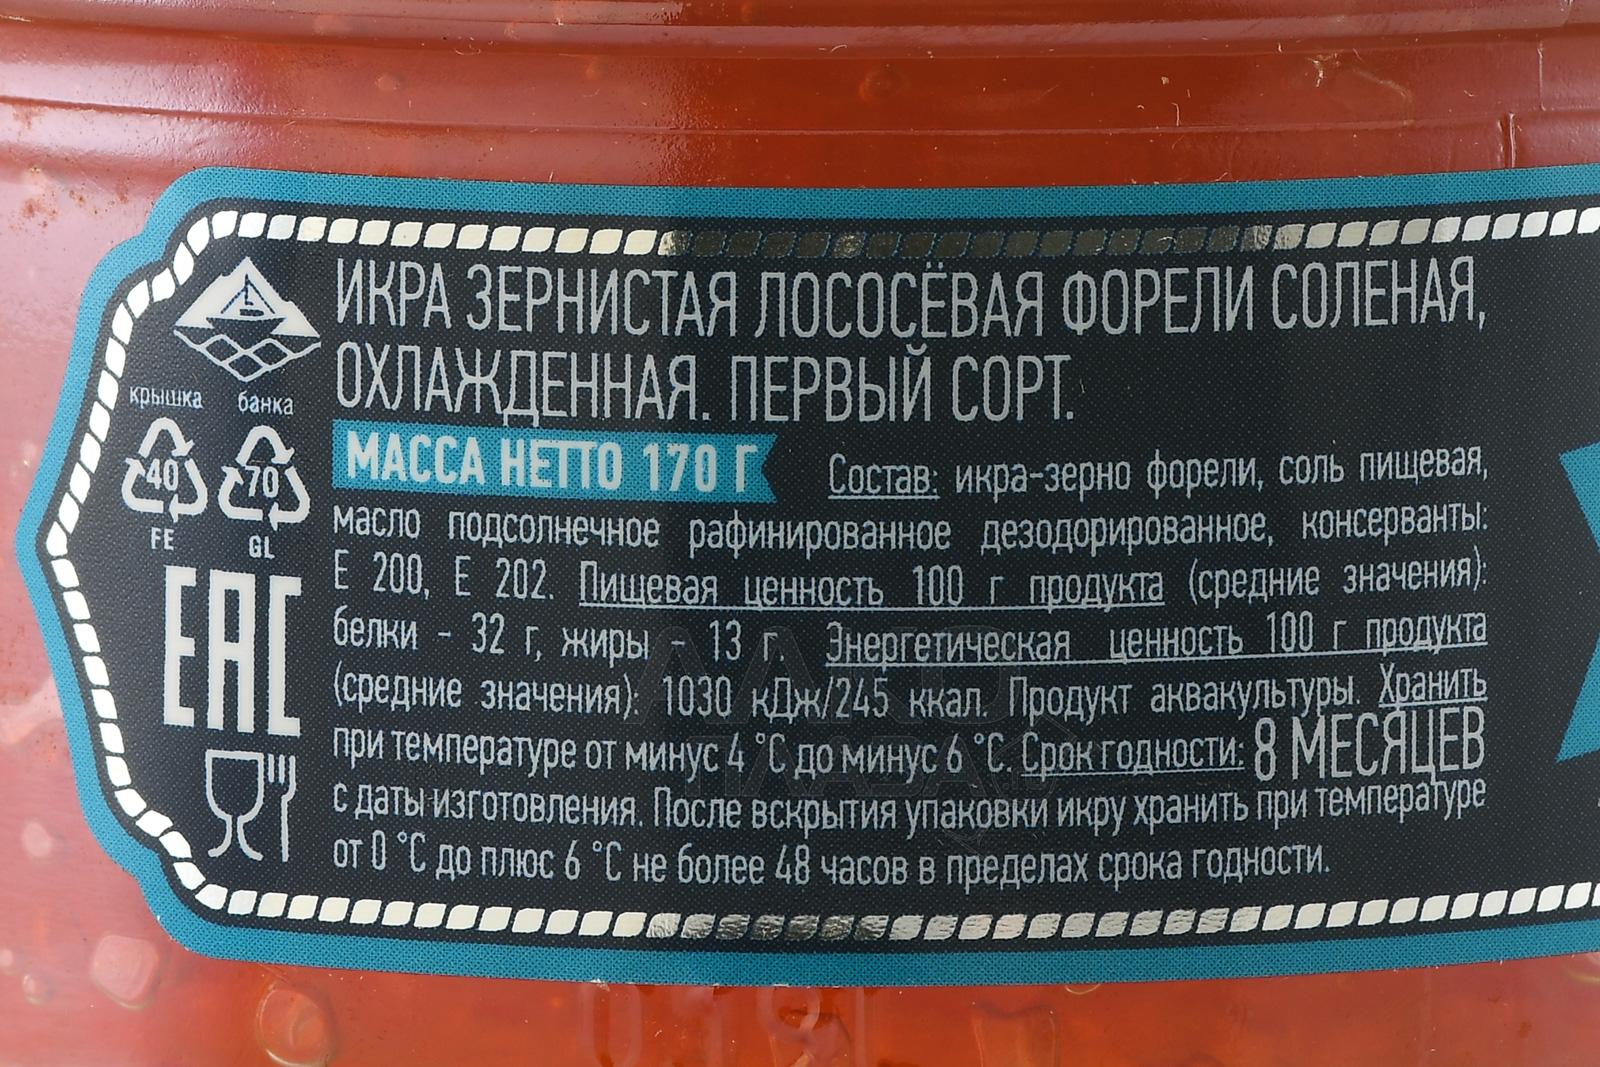 ИКРА ЗЕРНИСТАЯ ЛОСОСЁВАЯ ФОРЕЛИ СОЛЕНАЯ,
ОХЛАЖДЕННАЯ. ПЕРВЫЙ СОРТ.
крышка банка
40 70
FE GL
EAC
МАССА НЕТТО 170 Г Состав: икра-зерно форели, соль пищевая,
масло подсолнечное рафинированное дезодорированное, консерванты:
Е 200, Е 202. Пищевая ценность 100 г продукта (средние значения):
белки - 32 г, жиры - 13 г. Энергетическая ценность 100 г продукта
(средние значения): 1030 кДж/245 ккал. Продукт аквакультуры. Хранить
при температуре от минус 4 °С до минус 6 °С. Срок годности: 8 МЕСЯЦЕВ
с даты изготовления. После вскрытия упаковки икру хранить при температуре
от 0 °С до плюс 6 °С не более 48 часов в пределах срока годности.